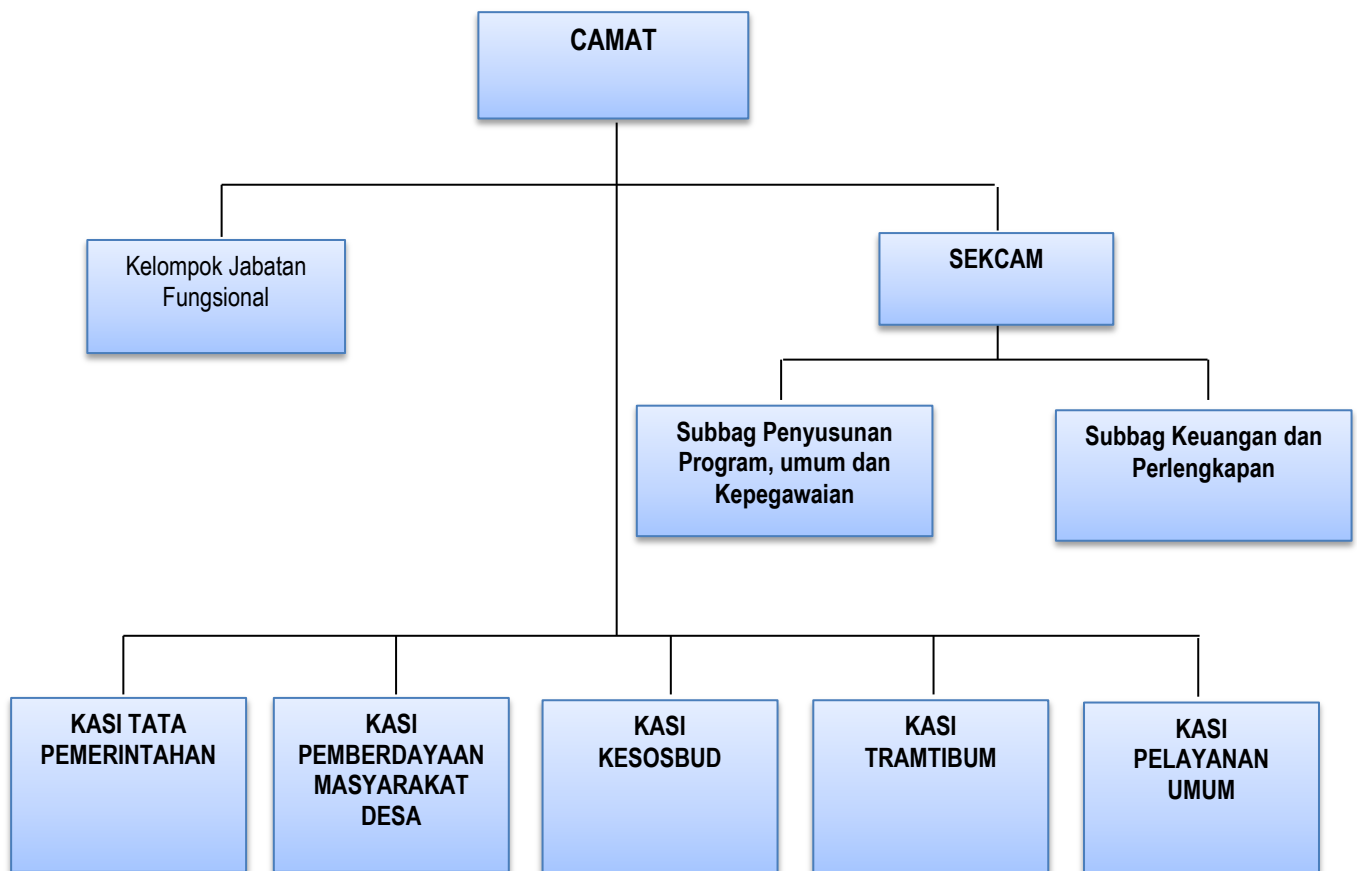 CAMAT
Kelompok Jabatan
Fungsional
SEKCAM
Subbag Penyusunan
Program, umum dan
Kepegawaian
Subbag Keuangan dan
Perlengkapan
KASI TATA
PEMERINTAHAN
KASI
PEMBERDAYAAN
MASYARAKAT
DESA
KASI
KESOSBUD
KASI
TRAMTIBUM
KASI
PELAYANAN
UMUM